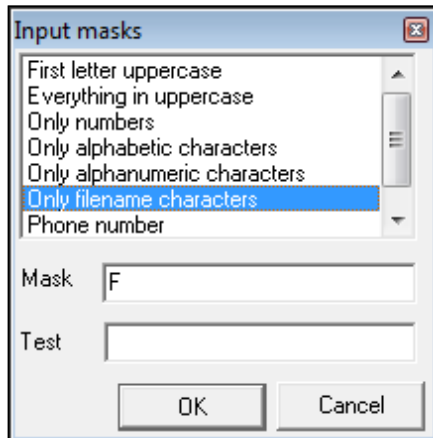 Input masks
First letter uppercase
Everything in uppercase
Only numbers
Only alphabetic characters
Only alphanumeric characters
Only filename characters
Phone number
Mask F
Test
OK Cancel